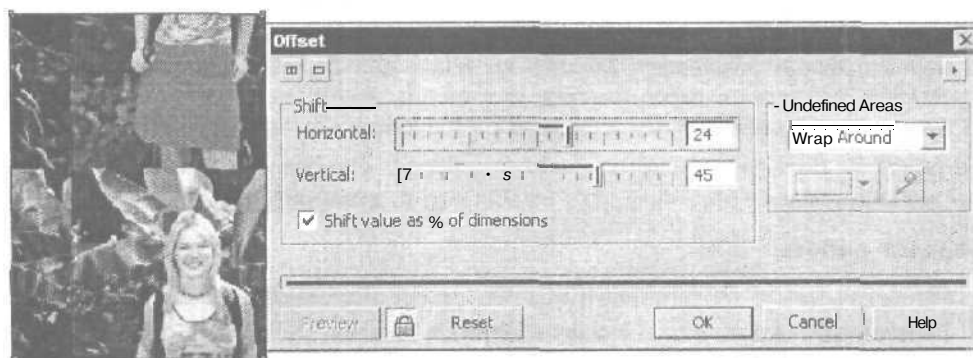 Offset
Shift
Horizontal:
24
Vertical:
[7
s
45
Shift value as % of dimensions
- Undefined Areas
Wrap Around
Preview
Reset
OK
Cancel
Help